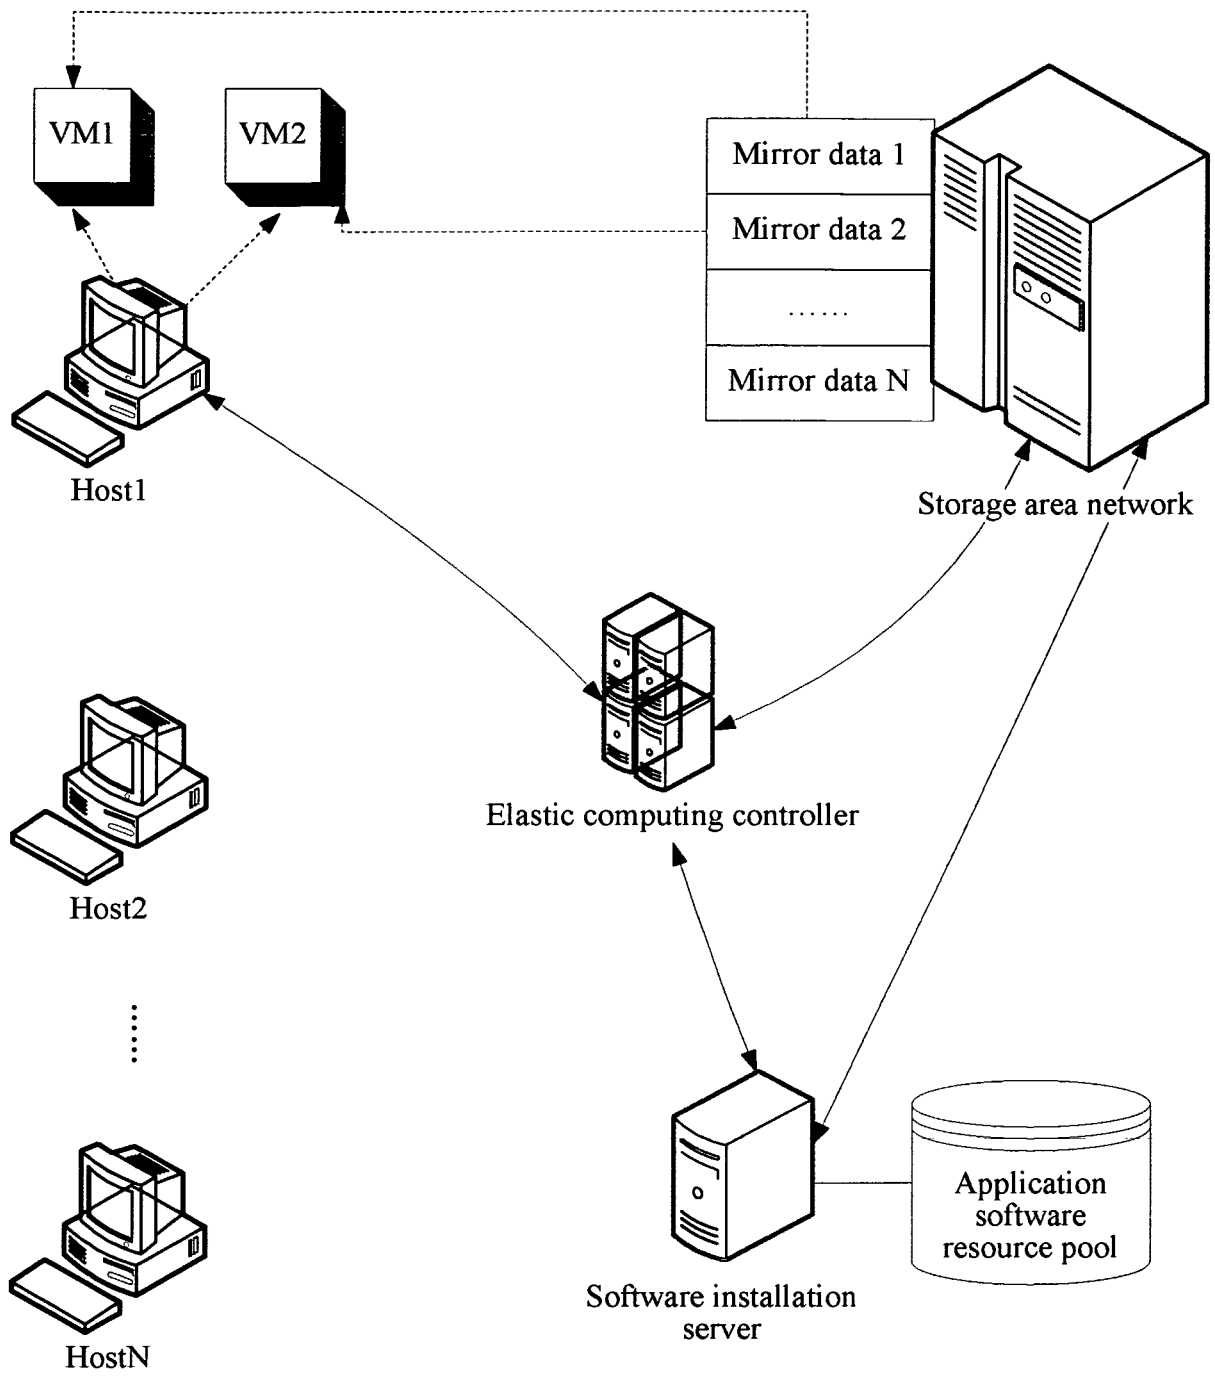 VM1
VM2
Mirror data 1
Mirror data 2
......
Mirror data N
Host1
Storage area network
Elastic computing controller
Host2
Application
software
resource pool
Software installation
server
HostN